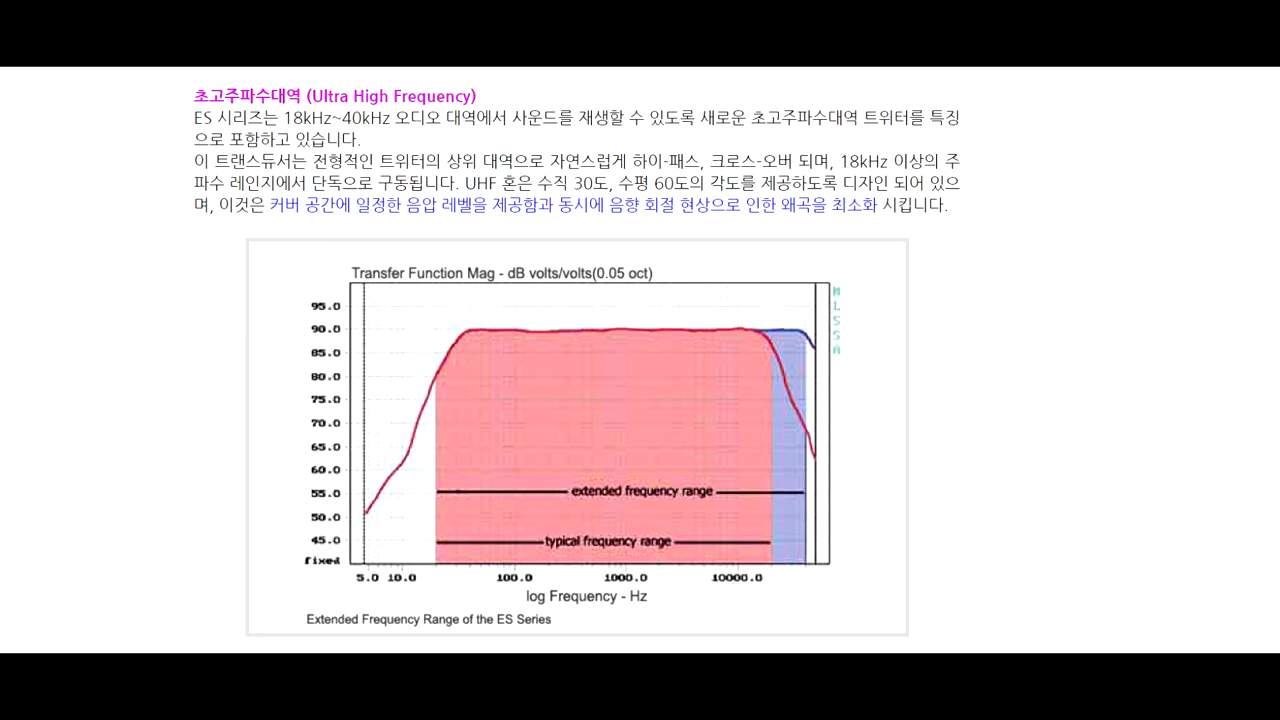 초고주파수대역 (Ultra High Frequency)
ES 시리즈는 18kHz~40kHz 오디오 대역에서 사운드를 재생할 수 있도록 새로운 초고주파수대역 트위터를 특징
으로 포함하고 있습니다.
이 트랜스듀서는 전형적인 트위터의 상위 대역으로 자연스럽게 하이-패스, 크로스-오버 되며, 18kHz 이상의 주
파수 레인지에서 단독으로 구동됩니다. UHF 혼은 수직 30도, 수평 60도의 각도를 제공하도록 디자인 되어 있으
며, 이것은 커버 공간에 일정한 음압 레벨을 제공함과 동시에 음향 회절 현상으로 인한 왜곡을 최소화 시킵니다.
Transfer Function Mag - dB volts/volts(0.05 oct)
MLSSA
95.0
90.0
85.0
80.0
75.0
70.0
65.0
60.0
55.0
extended frequency range
50.0
45.0
typical frequency range
fixed
5.0 10.0 100.0 1000.0 10000.0
log Frequency - Hz
Extended Frequency Range of the ES Series